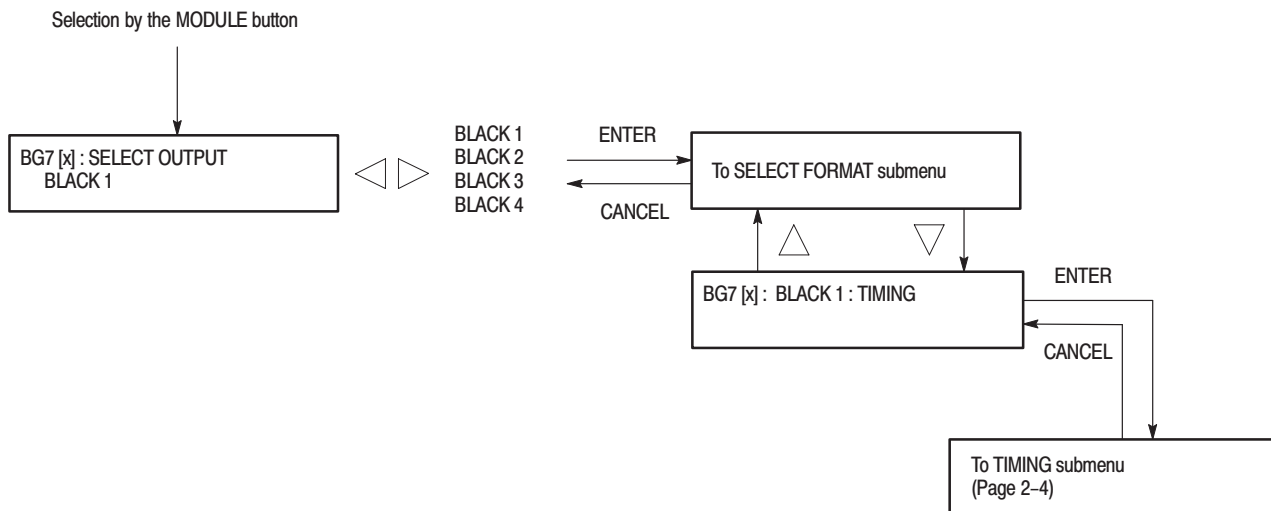 Selection by the MODULE button
BG7 [x] : SELECT OUTPUT
BLACK 1
BLACK 1
BLACK 2
BLACK 3
BLACK 4
ENTER
CANCEL
To SELECT FORMAT submenu
BG7 [x] : BLACK 1 : TIMING
ENTER
CANCEL
To TIMING submenu
(Page 2–4)